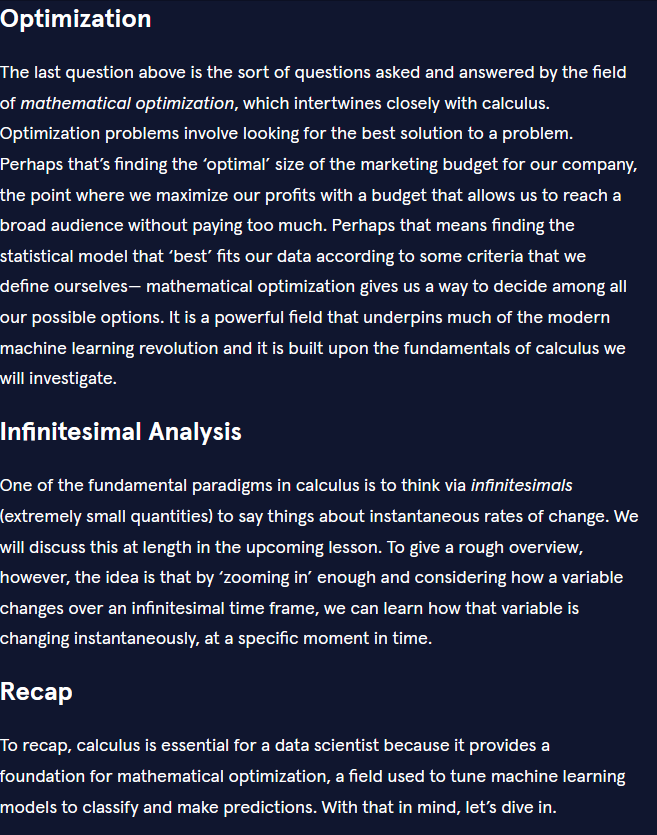 Optimization
The last question above is the sort of questions asked and answered by the field
of mathematical optimization, which intertwines closely with calculus.
Optimization problems involve looking for the best solution to a problem.
Perhaps that’s finding the ‘optimal’ size of the marketing budget for our company,
the point where we maximize our profits with a budget that allows us to reach a
broad audience without paying too much. Perhaps that means finding the
statistical model that ‘best’ fits our data according to some criteria that we
define ourselves— mathematical optimization gives us a way to decide among all
our possible options. It is a powerful field that underpins much of the modern
machine learning revolution and it is built upon the fundamentals of calculus we
will investigate.
Infinitesimal Analysis
One of the fundamental paradigms in calculus is to think via infinitesimals
(extremely small quantities) to say things about instantaneous rates of change. We
will discuss this at length in the upcoming lesson. To give a rough overview,
however, the idea is that by ‘zooming in’ enough and considering how a variable
changes over an infinitesimal time frame, we can learn how that variable is
changing instantaneously, at a specific moment in time.
Recap
To recap, calculus is essential for a data scientist because it provides a
foundation for mathematical optimization, a field used to tune machine learning
models to classify and make predictions. With that in mind, let’s dive in.